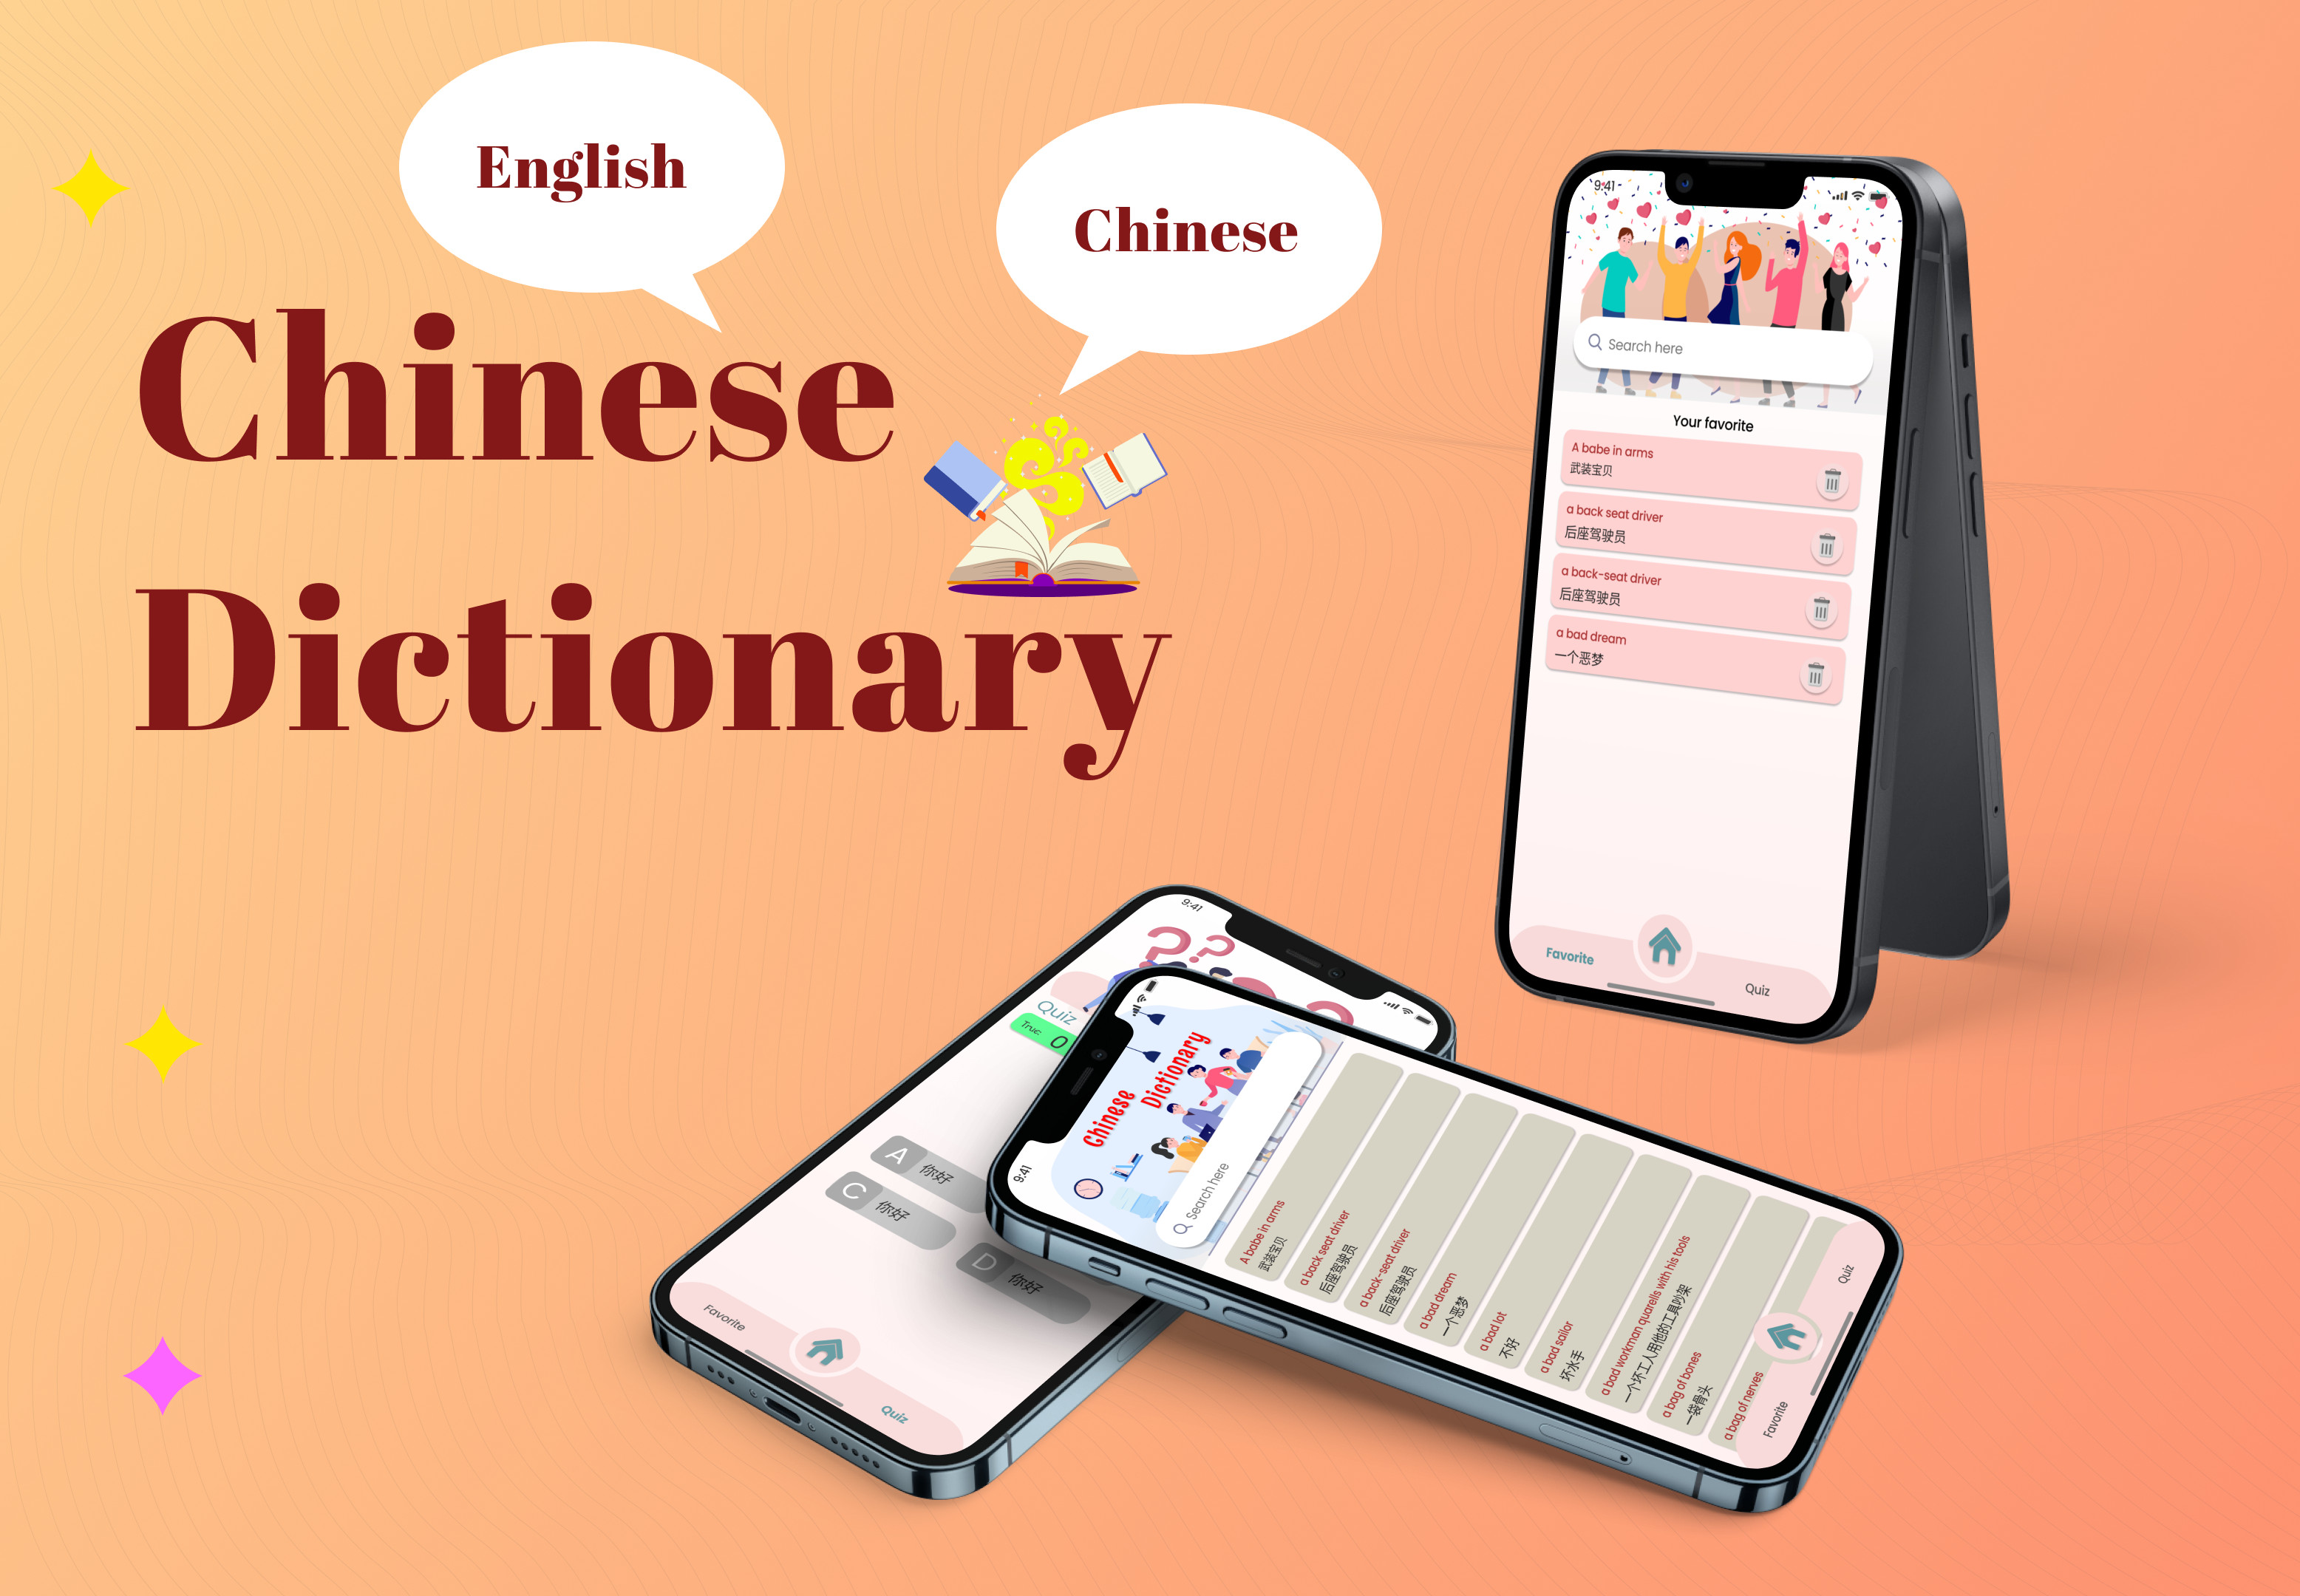 English
Chinese
Chinese
Dictionary
9:41
Search here
Your favorite
A babe in arms
武装宝贝
a back seat driver
后座驾驶员
a back-seat driver
后座驾驶员
a bad dream
一个恶梦
Favorite
Quiz
9:41
??
?
Quiz
True:
0
A
你好
C
你好
D
你好
Favorite
Quiz
9:41
Chinese
Dictionary
Search here
A babe in arms
武装宝贝
a back seat driver
后座驾驶员
a back-seat driver
后座驾驶员
a bad dream
一个恶梦
a bad lot
不好
a bad sailor
坏水手
a bad workman quarells with his tools
一个坏工人用他的工具吵架
a bag of bones
一袋骨头
a bag of nerves
Favorite
Quiz